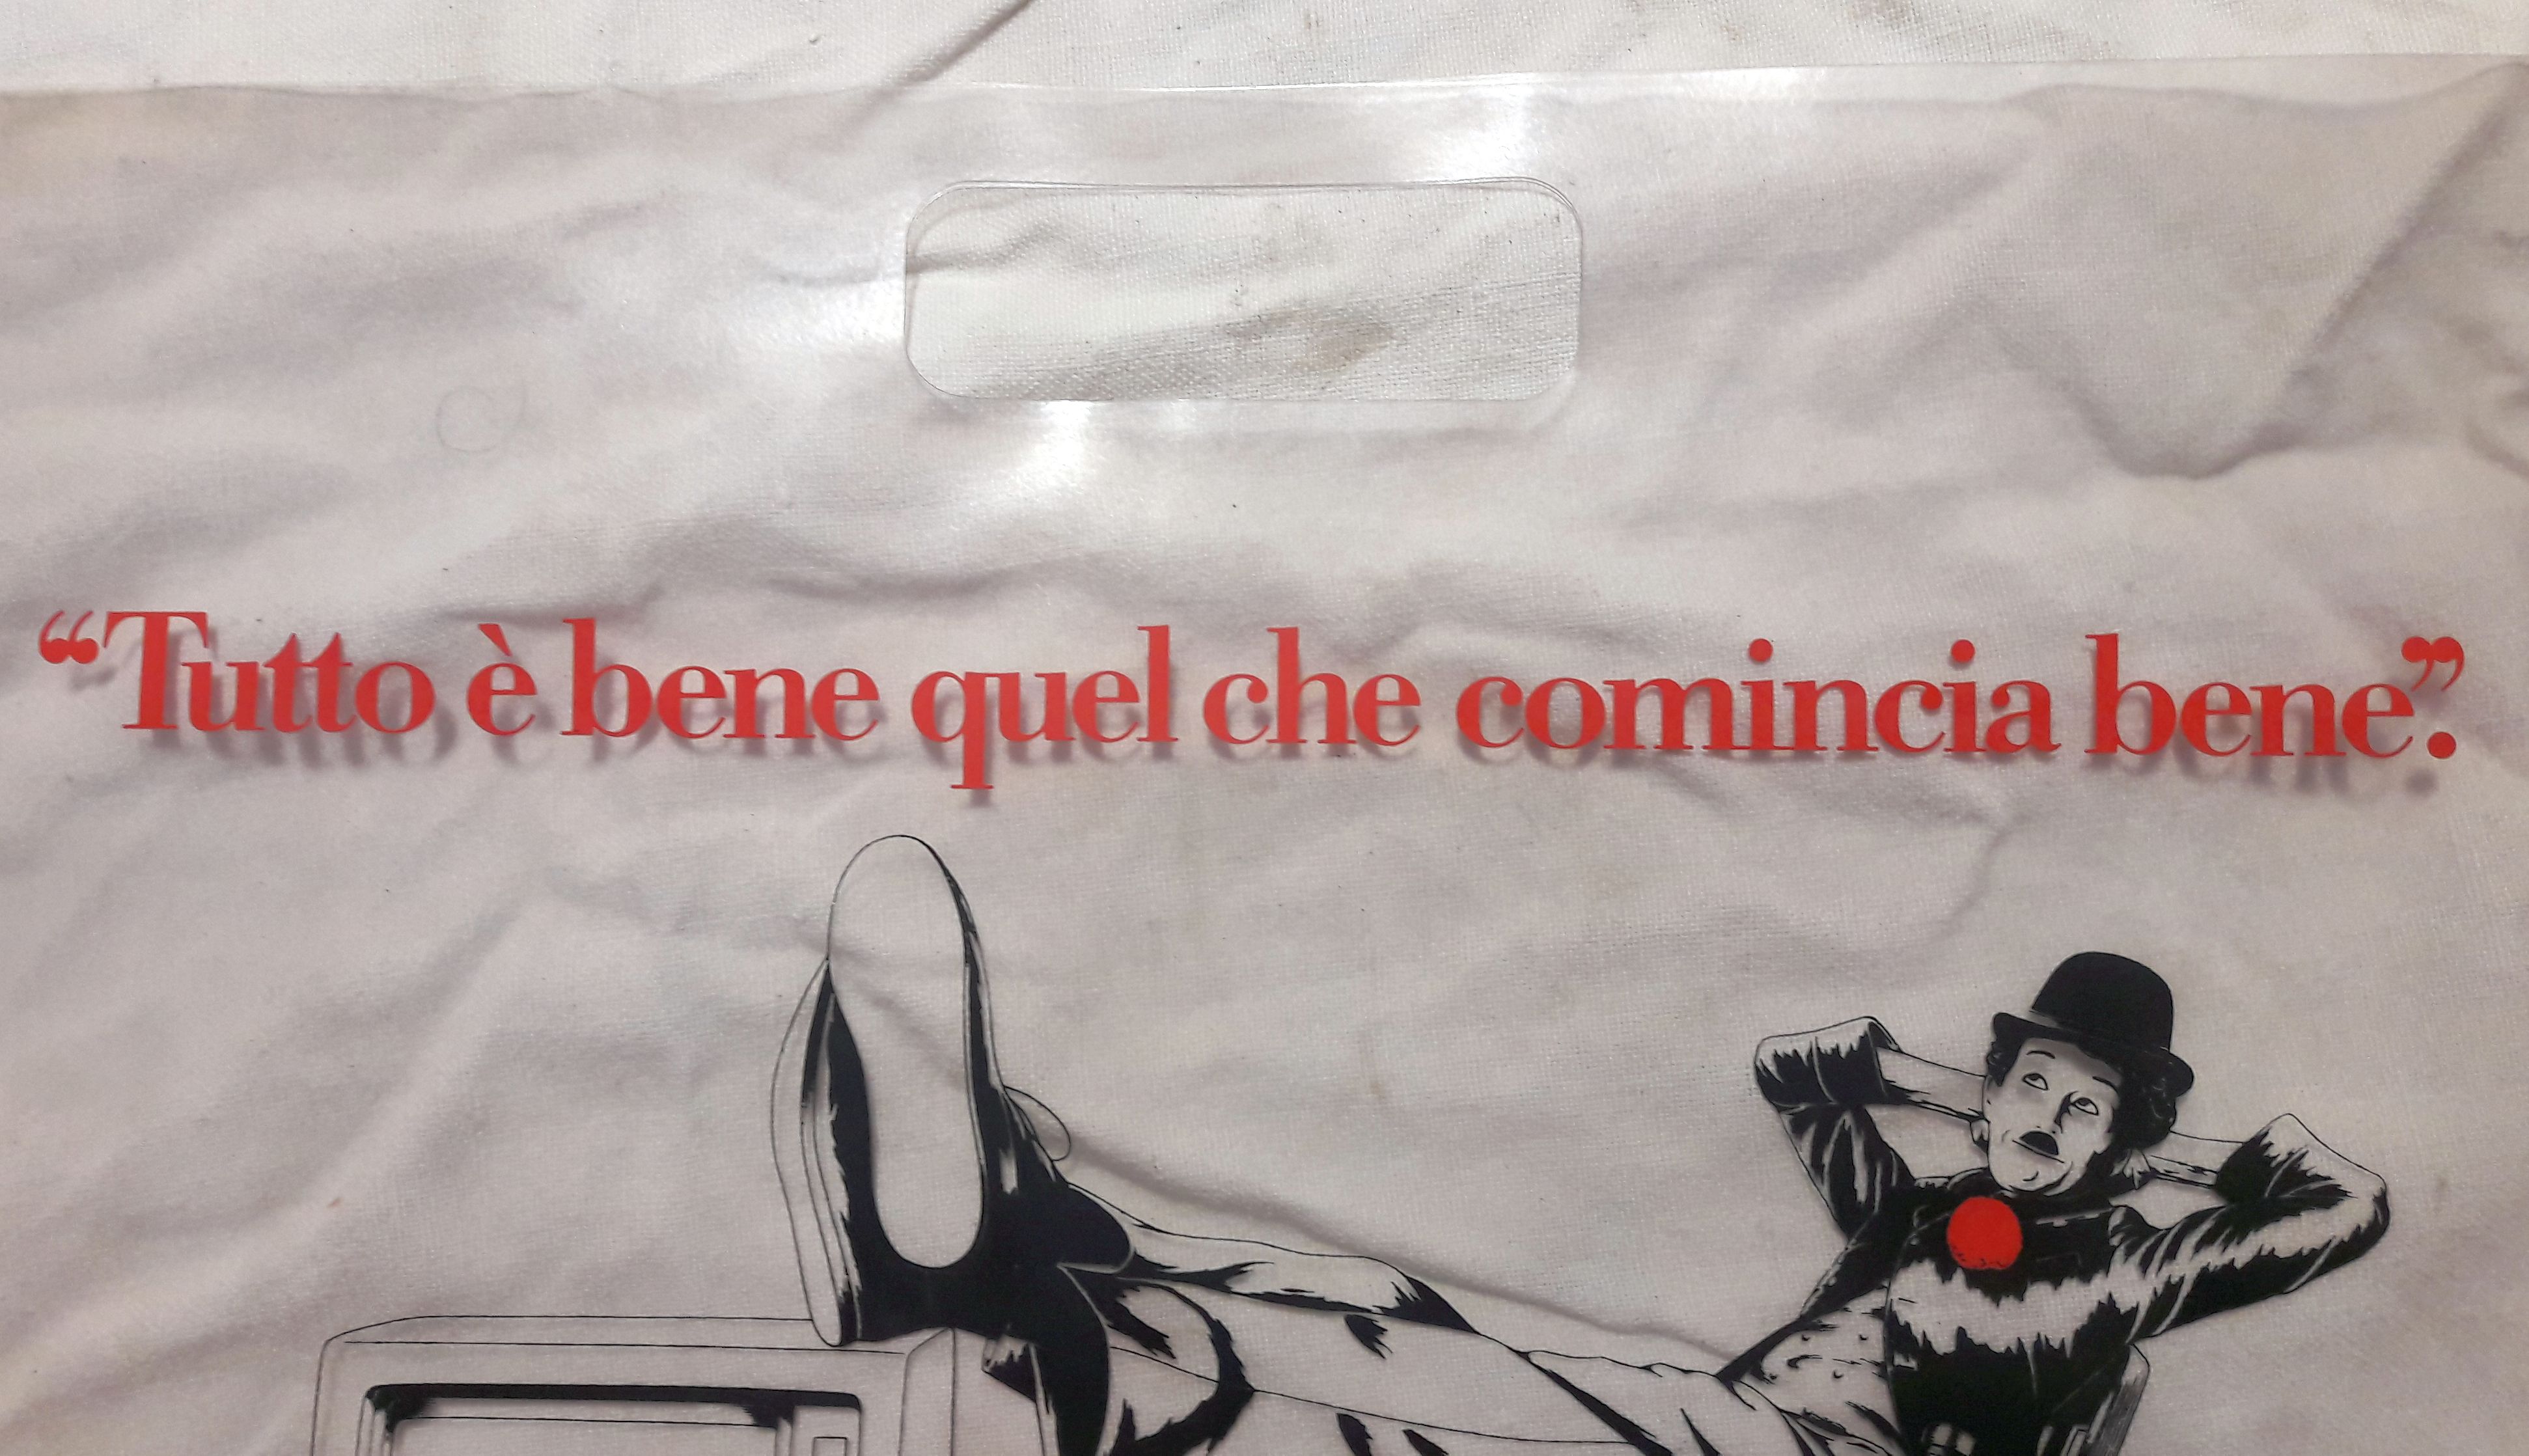 “Tutto è bene quel che comincia bene”.